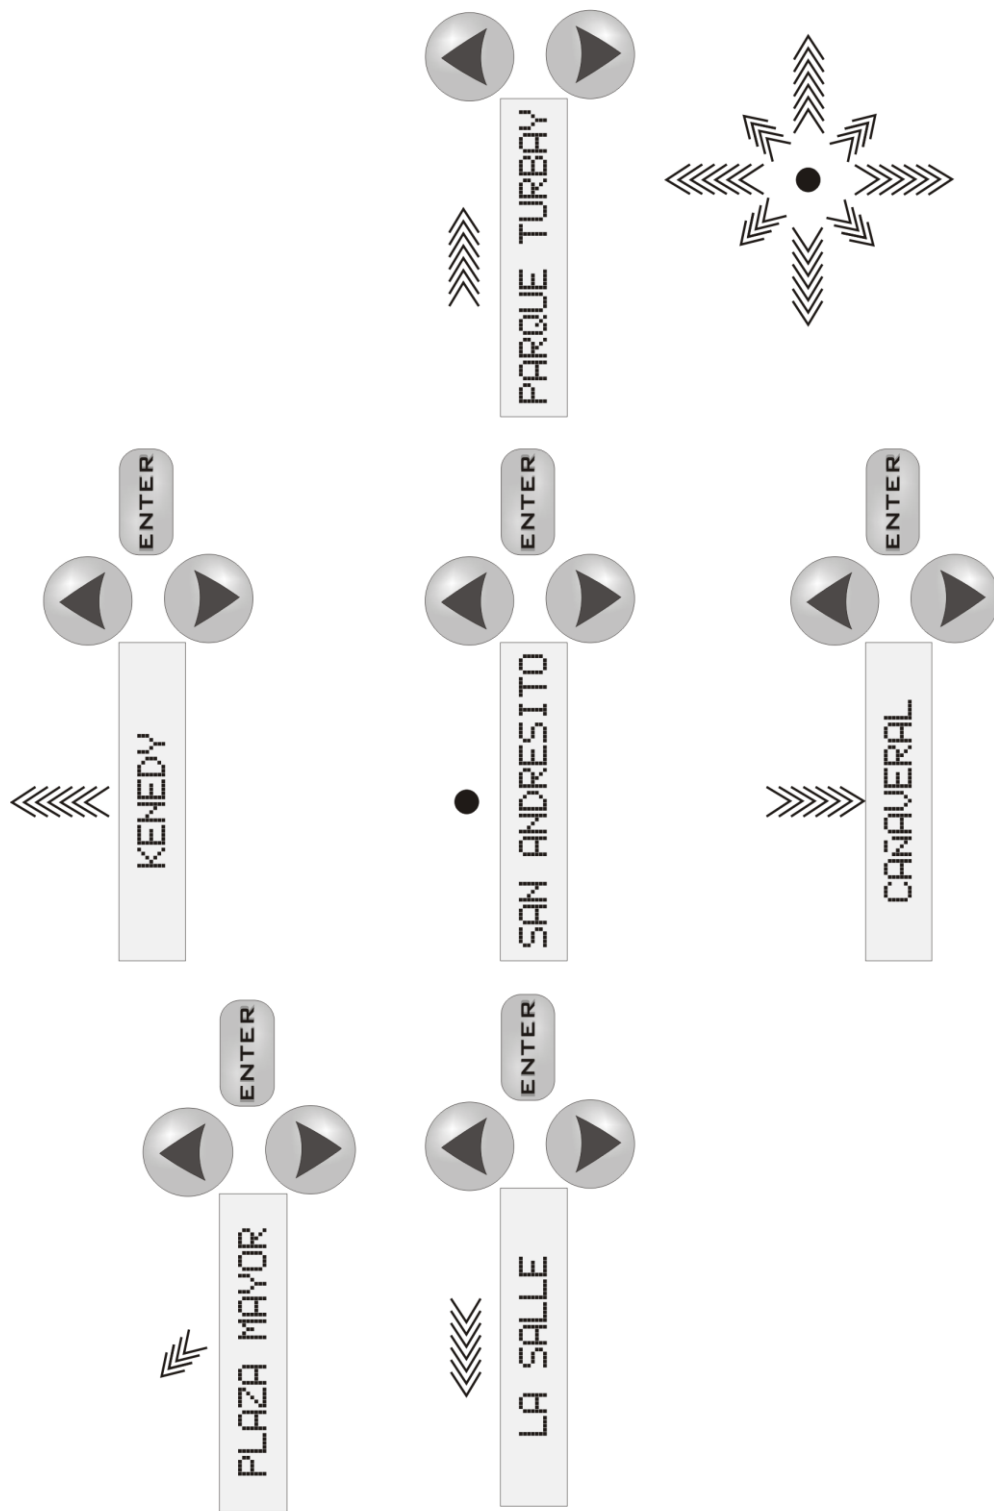 PARQUE TURBAY
ENTER
KENEDY
ENTER
SAN ANDRESITO
ENTER
CAÑAVERAL
ENTER
PLAZA MAYOR
ENTER
LA SALLE